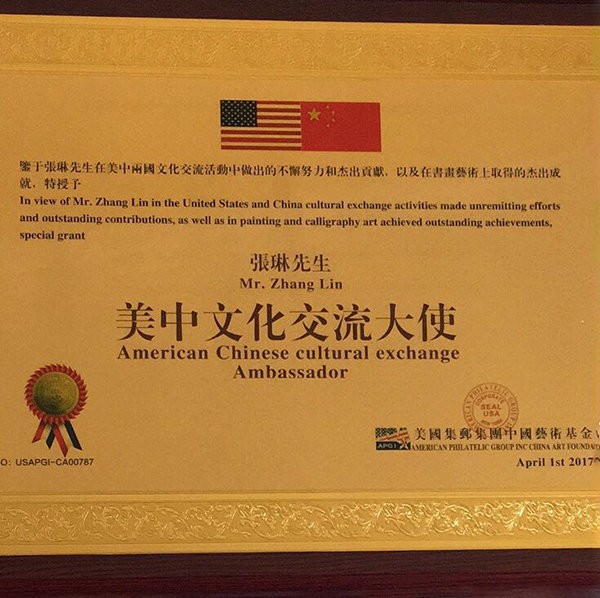 鑒于張琳先生在美中兩國文化交流活動中做出的不懈努力和杰出貢獻，以及在書畫藝術上取得的杰出成
就，特授予
In view of Mr. Zhang Lin in the United States and China cultural exchange activities made unremitting efforts
and outstanding contributions, as well as in painting and calligraphy art achieved outstanding achievements,
special grant
張琳先生
Mr. Zhang Lin
美中文化交流大使
American Chinese cultural exchange
Ambassador
CORPORATE
SEAL
USA
美國集郵集團中國藝術基金
APGI
AMERICAN PHILATELIC GROUP INC CHINA ART
O: USAPGI-CA00787
April 1st 2017